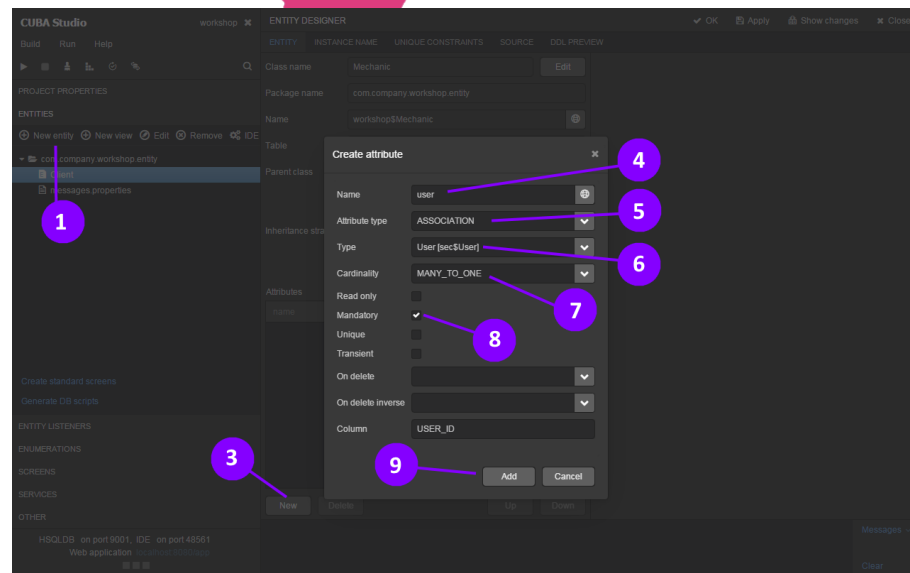 CUBA Studio
workshop
Build Run Help
PROJECT PROPERTIES
ENTITIES
New entity New view Edit Remove IDE
com.company.workshop.entity
Client
messages.properties
1
Create standard screens
Generate DB scripts
ENTITY LISTENERS
ENUMERATIONS
SCREENS
SERVICES
OTHER
HSQLDB on port 9001, IDE on port 48561
Web application
ENTITY DESIGNER
OK Apply Show changes Close
ENTITY INSTANCE NAME UNIQUE CONSTRAINTS SOURCE DDL PREVIEW
Class name Mechanic Edit
Package name com.company.workshop.entity
Name workshop$Mechanic
Table
Parent class
Inheritance stra
Attributes
name
Create attribute
Name user
4
Attribute type ASSOCIATION
5
Type User [sec$User]
6
Cardinality MANY_TO_ONE
7
Read only
Mandatory
8
Unique
Transient
On delete
On delete inverse
Column USER_ID
9
Add Cancel
3
New Delete Up Down
Messages
Clear